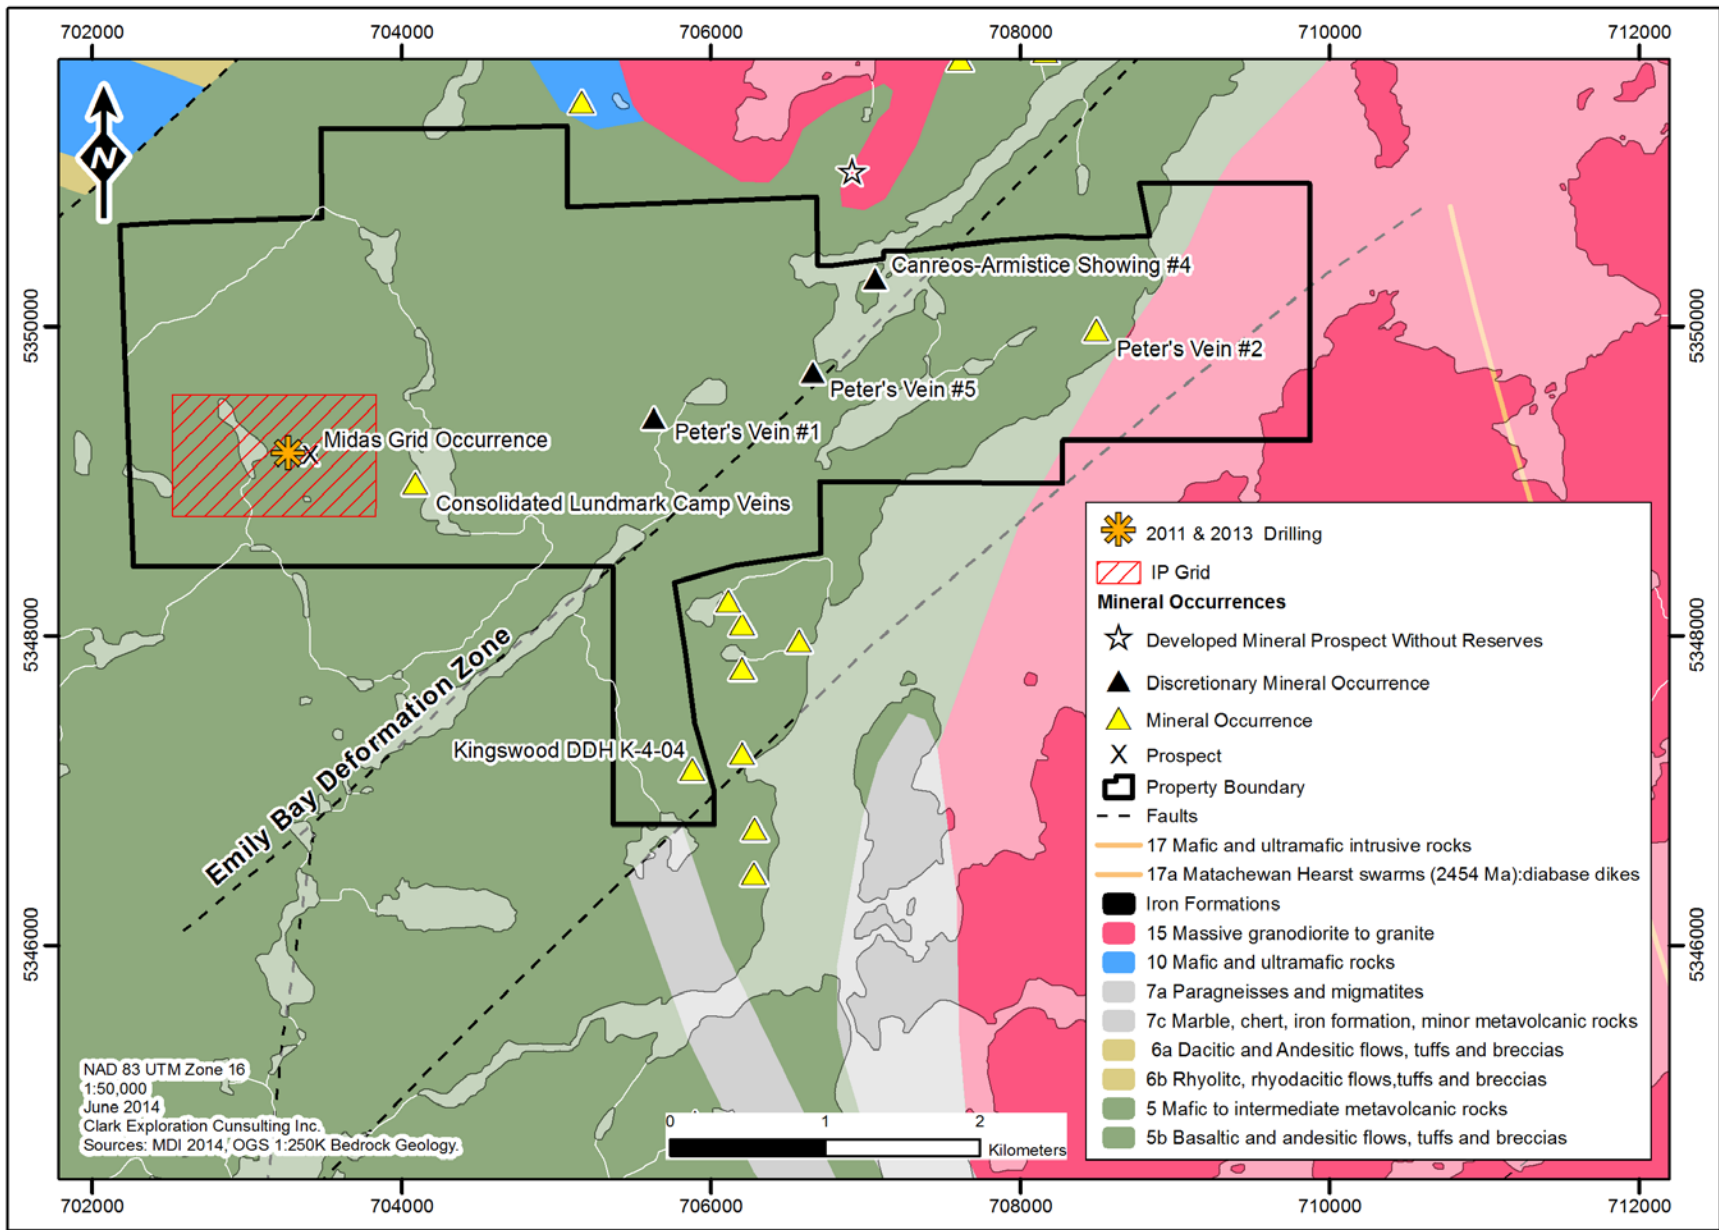 702000 704000 706000 708000 710000 712000
N
Canreos-Armistice Showing #4
5350000 5350000
Peter's Vein #2
Peter's Vein #5
Peter's Vein #1
Midas Grid Occurrence
Consolidated Lundmark Camp Veins
5348000 5348000
Emily Bay Deformation Zone
Kingswood DDH K-4-04
5346000 5346000
2011 & 2013 Drilling
IP Grid
Mineral Occurrences
Developed Mineral Prospect Without Reserves
Discretionary Mineral Occurrence
Mineral Occurrence
X Prospect
Property Boundary
Faults
17 Mafic and ultramafic intrusive rocks
17a Matachewan Hearst swarms (2454 Ma):diabase dikes
Iron Formations
15 Massive granodiorite to granite
10 Mafic and ultramafic rocks
7a Paragneisses and migmatites
7c Marble, chert, iron formation, minor metavolcanic rocks
6a Dacitic and Andesitic flows, tuffs and breccias
6b Rhyolitc, rhyodacitic flows,tuffs and breccias
5 Mafic to intermediate metavolcanic rocks
5b Basaltic and andesitic flows, tuffs and breccias
NAD 83 UTM Zone 16
1:50,000
June 2014
Clark Exploration Cunsulting Inc.
Sources: MDI 2014, OGS 1:250K Bedrock Geology.
0 1 2
Kilometers
702000 704000 706000 708000 710000 712000